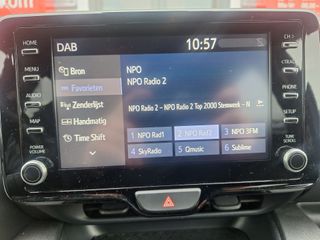 HOME
MENU
AUDIO
MAP
POWER
VOLUME
DAB
10:57
Bron
Favorieten
Zenderlijst
Handmatig
Time Shift
NPO
NPO Radio 2
NPO Radio 2 - NPO Radio 2 Top 2000 Stemweek - N
1 NPO Rad1
2 NPO Rad2
3 NPO 3FM
4 SkyRadio
5 Qmusic
6 Sublime
CH >
< TRACK
PHONE
SETUP
TUNE
SCROLL